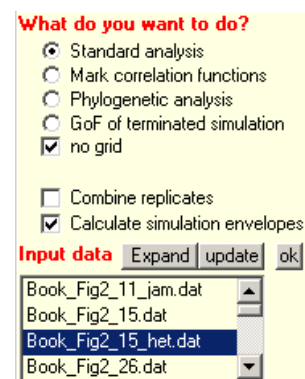 What do you want to do?
Standard analysis
Mark correlation functions
Phylogenetic analysis
GoF of terminated simulation
no grid
Combine replicates
Calculate simulation envelopes
Input data Expand update ok
Book_Fig2_11_jam.dat
Book_Fig2_15.dat
Book_Fig2_15_het.dat
Book_Fig2_26.dat